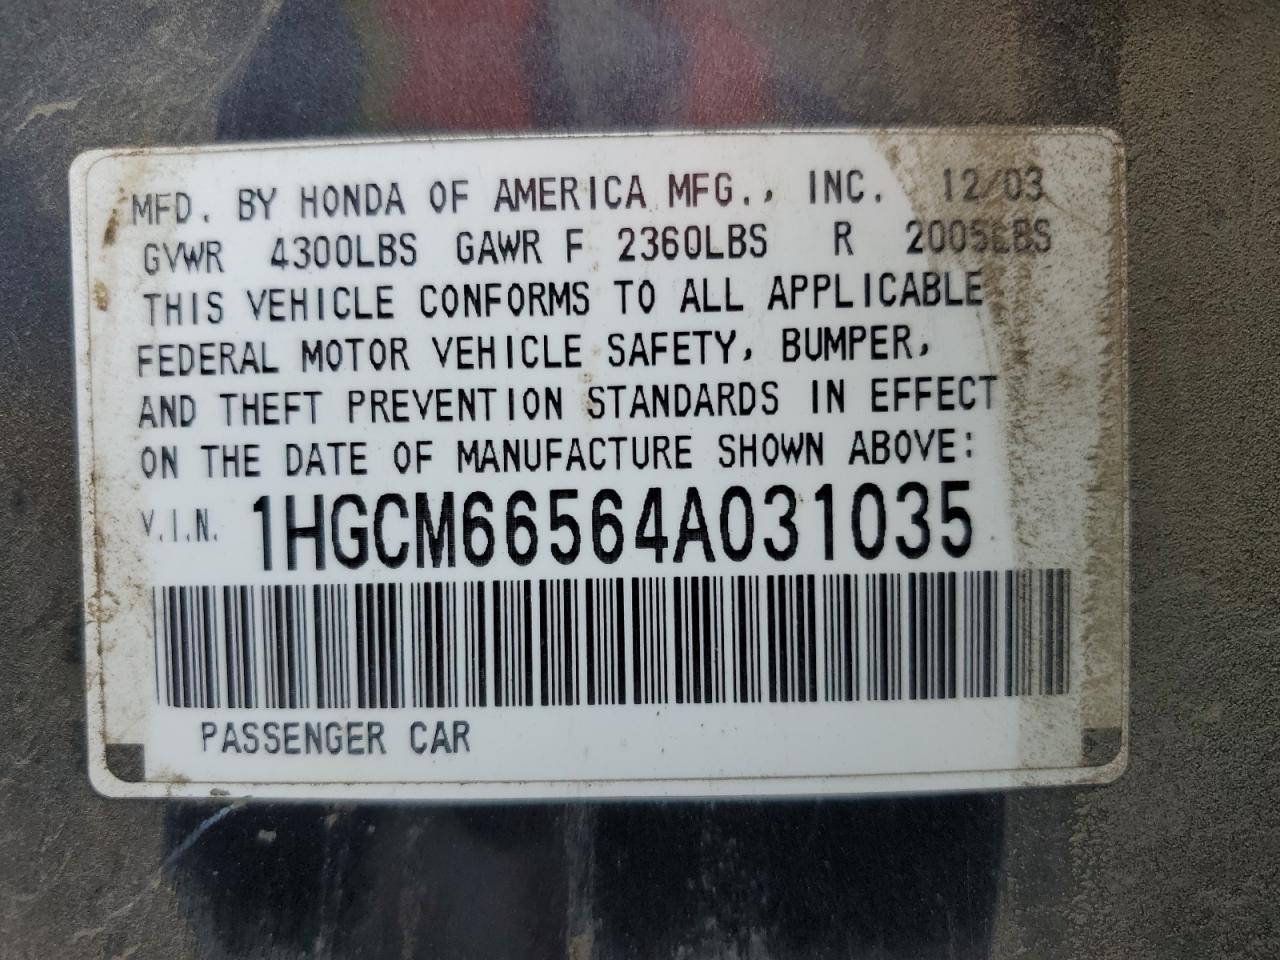 MFD. BY HONDA OF AMERICA MFG., INC. 12/03
GVWR 4300LBS GAWR F 2360LBS R 2005LBS
THIS VEHICLE CONFORMS TO ALL APPLICABLE
FEDERAL MOTOR VEHICLE SAFETY, BUMPER,
AND THEFT PREVENTION STANDARDS IN EFFECT
ON THE DATE OF MANUFACTURE SHOWN ABOVE:
V.I.N. 1HGCM66564A031035
PASSENGER CAR